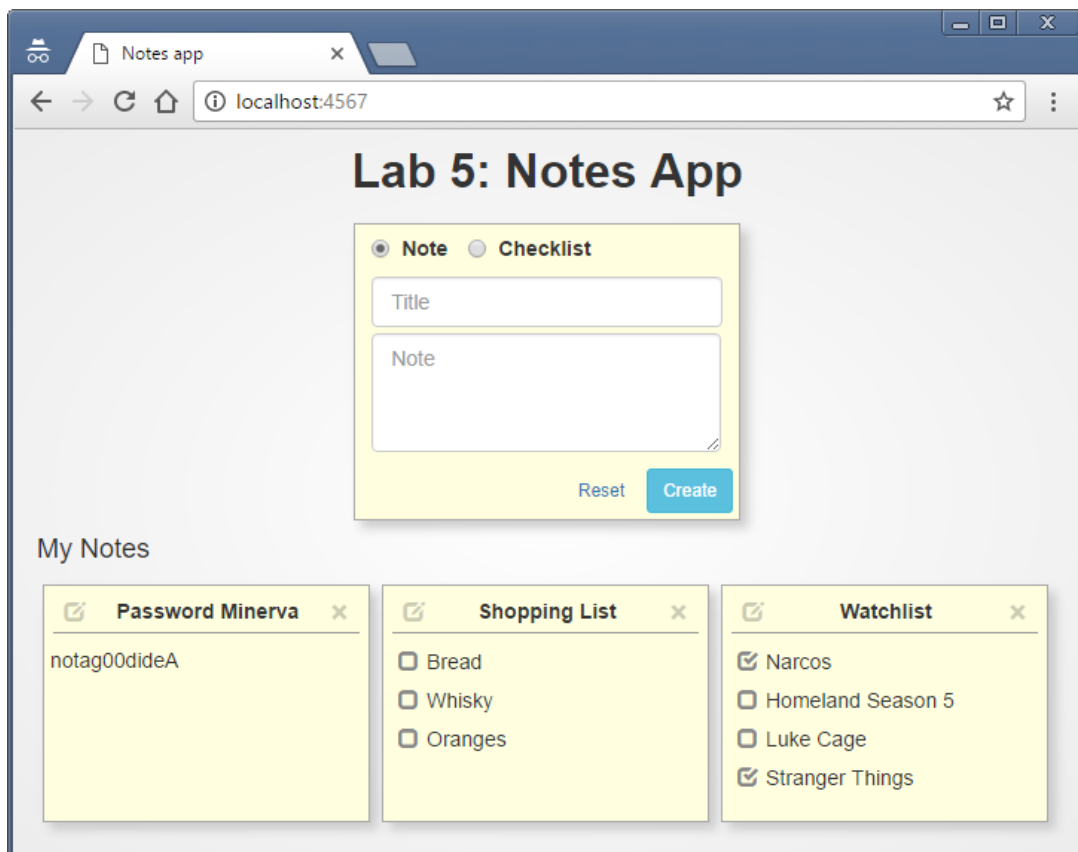 Notes app
localhost:4567
Lab 5: Notes App
Note Checklist
Title
Note
Reset Create
My Notes
Password Minerva
notag00dideA
Shopping List
Bread
Whisky
Oranges
Watchlist
Narcos
Homeland Season 5
Luke Cage
Stranger Things